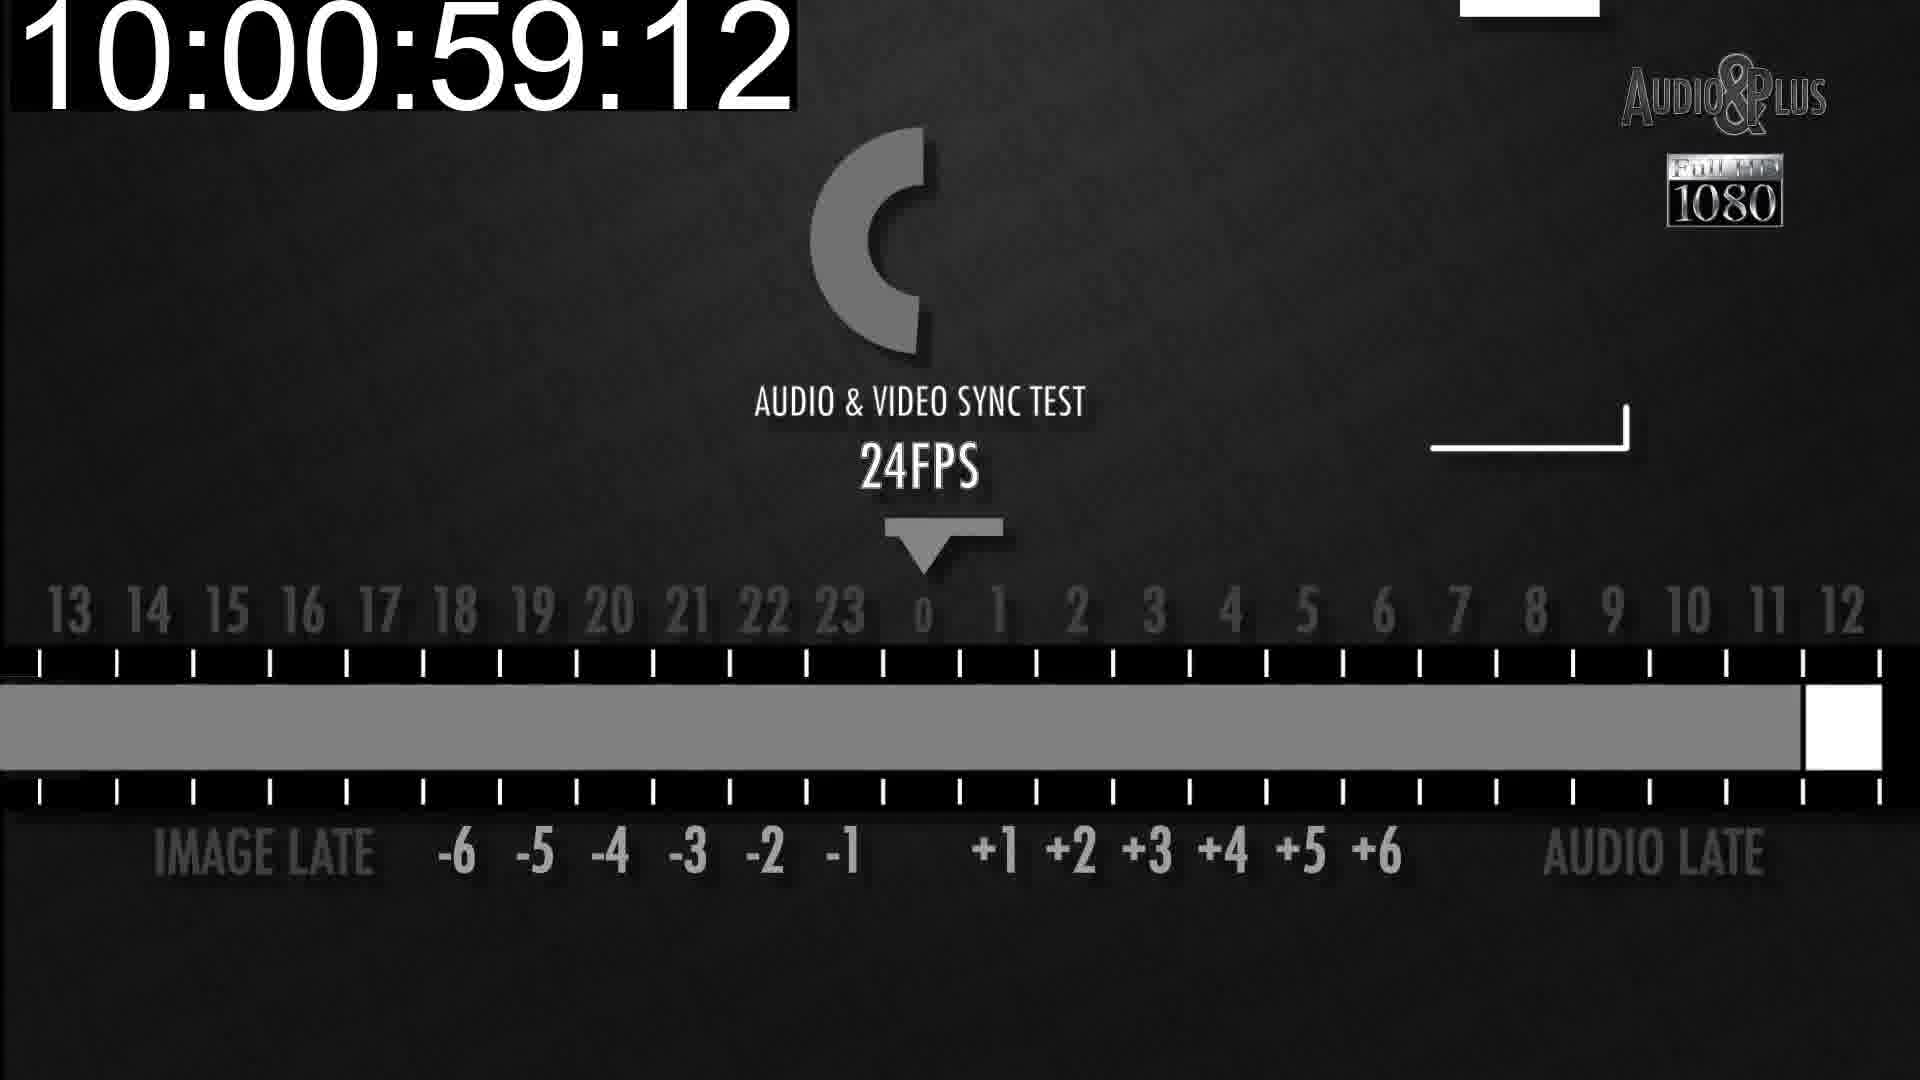 10:00:59:12
AUDIO&PLUS
Full HD
1080
AUDIO & VIDEO SYNC TEST
24FPS
13 14 15 16 17 18 19 20 21 22 23 0 1 2 3 4 5 6 7 8 9 10 11 12
IMAGE LATE -6 -5 -4 -3 -2 -1 +1 +2 +3 +4 +5 +6 AUDIO LATE